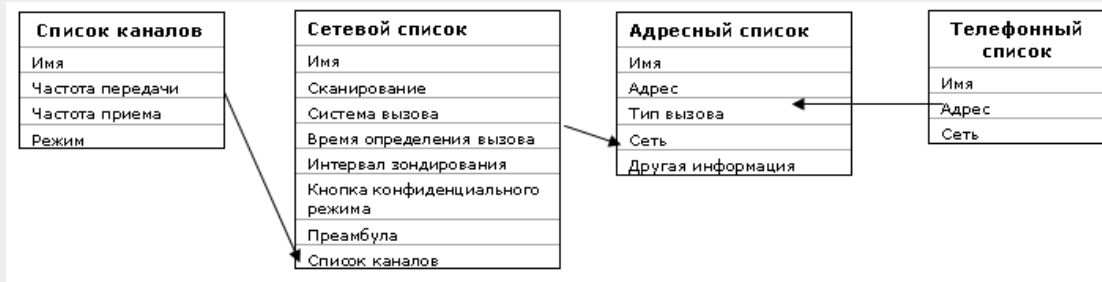 Список каналов
Имя
Частота передачи
Частота приема
Режим
Сетевой список
Имя
Сканирование
Система вызова
Время определения вызова
Интервал зондирования
Кнопка конфиденциального
режима
Преамбула
Список каналов
Адресный список
Имя
Адрес
Тип вызова
Сеть
Другая информация
Телефонный
список
Имя
Адрес
Сеть